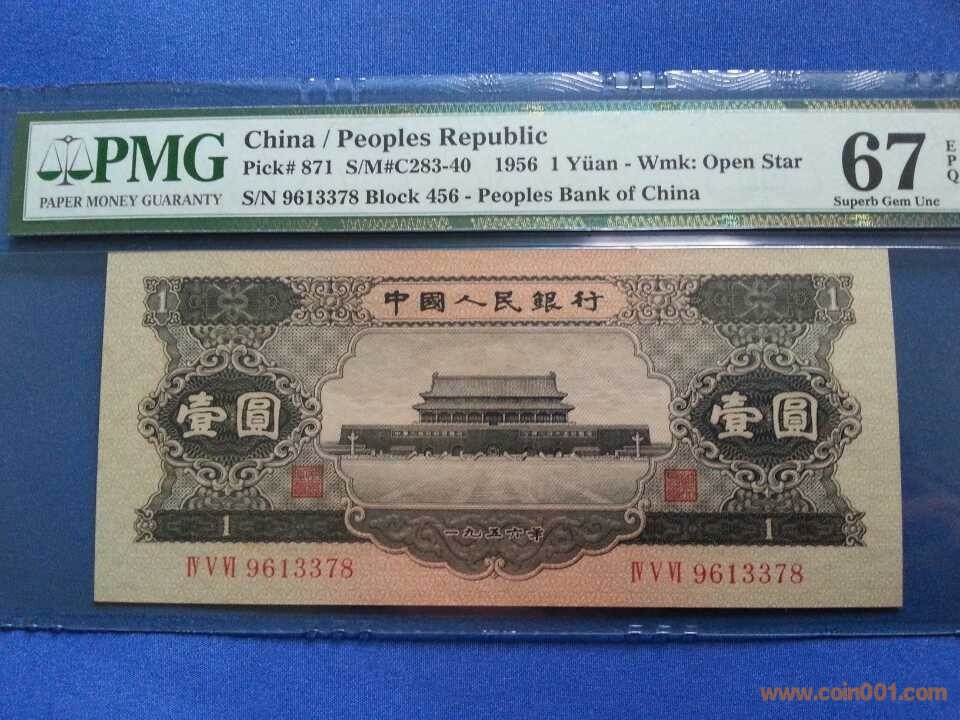 PMG
PAPER MONEY GUARANTY
China / Peoples Republic
Pick# 871 S/M#C283-40 1956 1 Yüan - Wmk: Open Star
S/N 9613378 Block 456 - Peoples Bank of China
67
EPQ
Superb Gem Unc
1 中國人民銀行 1
壹圓 壹圓
1 一九五六年 1
Ⅳ Ⅴ Ⅵ 9613378 Ⅳ Ⅴ Ⅵ 9613378
www.coin001.com